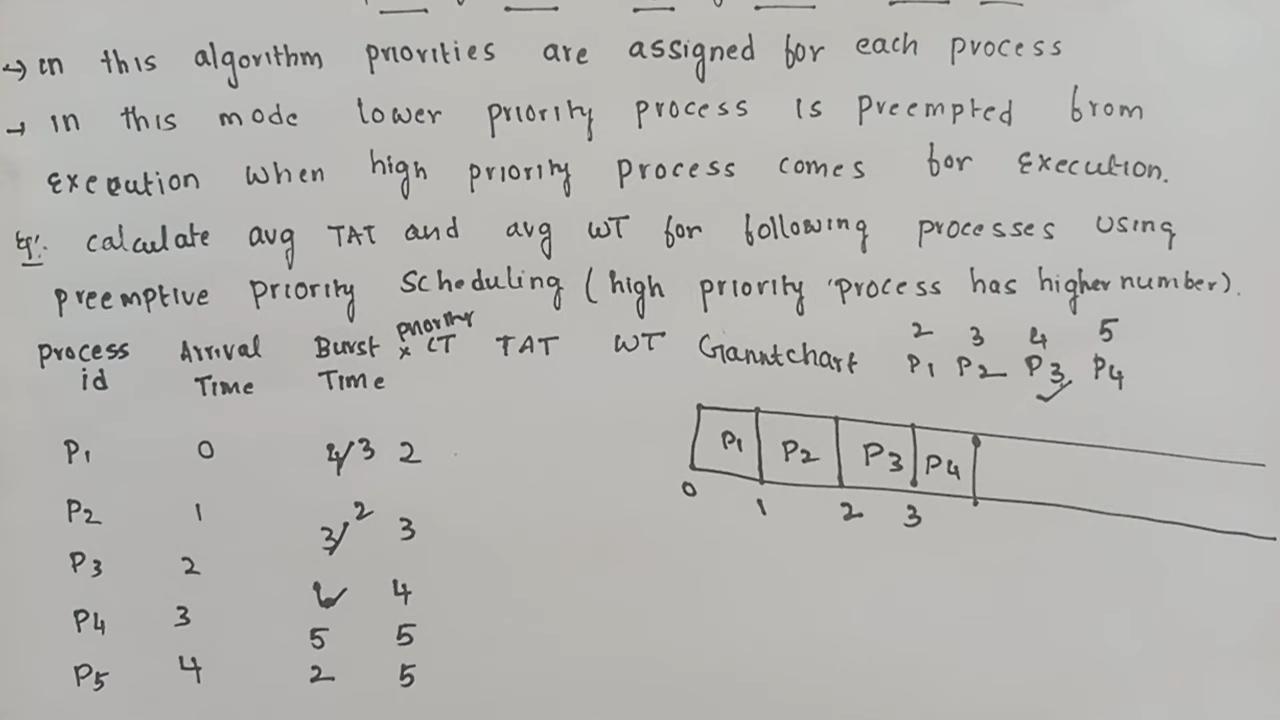 → in this algorithm priorities are assigned for each process
→ in this mode lower priority process is preempted from
execution when high priority process comes for execution.
Eg:. calculate avg TAT and avg WT for following processes using
preemptive priority scheduling (high priority process has higher number).
Process id Arrival Time Burst Time priority × CT TAT WT Ganntchart
2 3 4 5
P1 P2 P3 P4
P1 0 4 3 2
P2 1 3 2 3
P3 2 4
P4 3 5 5
P5 4 2 5
P1 P2 P3 P4
0 1 2 3